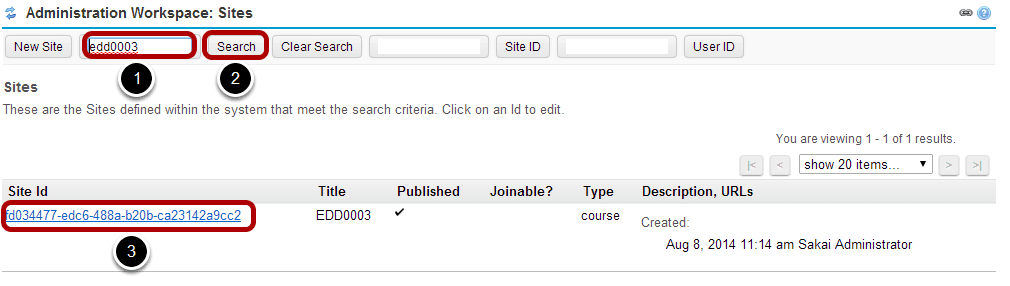 Administration Workspace: Sites
New Site edd0003 Search Clear Search Site ID User ID
1 2
Sites
These are the Sites defined within the system that meet the search criteria. Click on an Id to edit.
You are viewing 1 - 1 of 1 results.
|< < show 20 items... > >|
Site Id Title Published Joinable? Type Description, URLs
fd034477-edc6-488a-b20b-ca23142a9cc2 EDD0003 ✔ course Created:
Aug 8, 2014 11:14 am Sakai Administrator
3